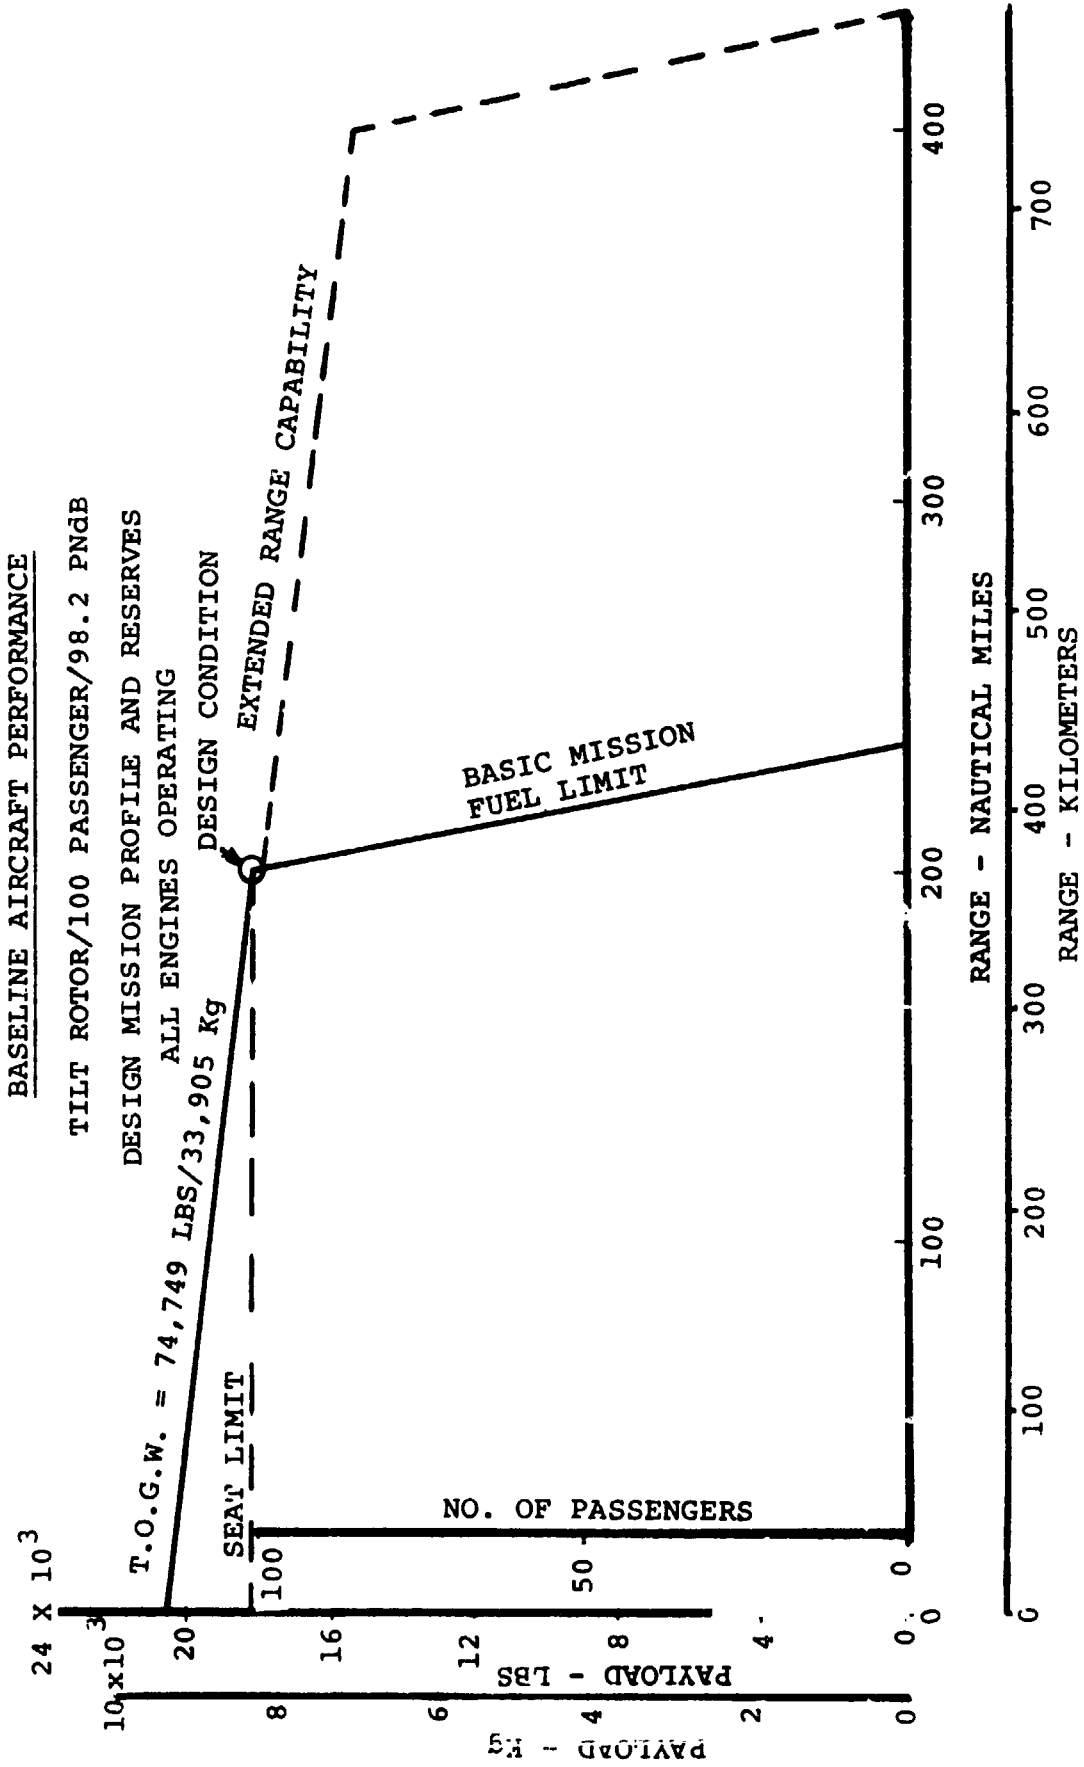 BASELINE AIRCRAFT PERFORMANCE
TILT ROTOR/100 PASSENGER/98.2 PNdB
DESIGN MISSION PROFILE AND RESERVES
ALL ENGINES OPERATING
DESIGN CONDITION
T.O.G.W. = 74,749 LBS/33,905 Kg
EXTENDED RANGE CAPABILITY
SEAT LIMIT
BASIC MISSION
FUEL LIMIT
NO. OF PASSENGERS
100
50
0
24 X 10³
20
16
12
8
4
0
PAYLOAD - LBS
10x10³
8
6
4
2
0
PAYLOAD - Kg
0
100
200
300
400
RANGE - NAUTICAL MILES
0
100
200
300
400
500
600
700
RANGE - KILOMETERS